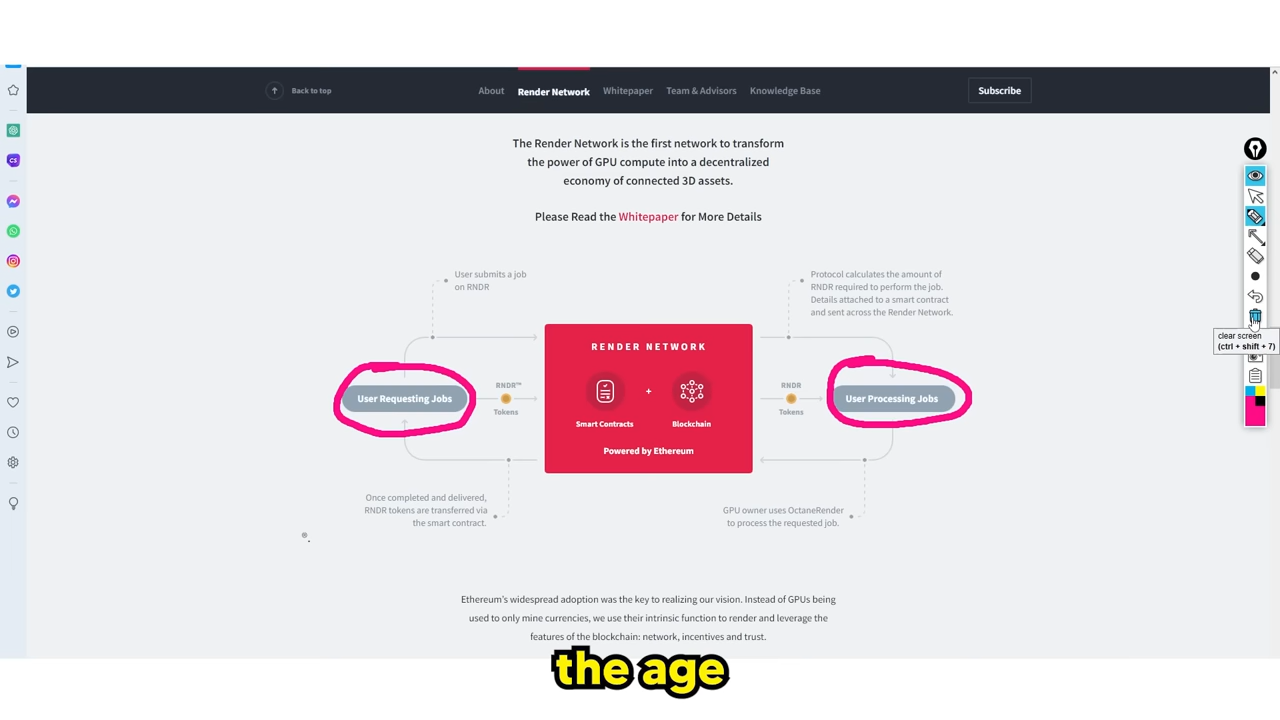 Back to top
About
Render Network
Whitepaper
Team & Advisors
Knowledge Base
Subscribe
The Render Network is the first network to transform
the power of GPU compute into a decentralized
economy of connected 3D assets.
Please Read the Whitepaper for More Details
User submits a job
on RNDR
Protocol calculates the amount of
RNDR required to perform the job.
Details attached to a smart contract
and sent across the Render Network.
RENDER NETWORK
User Requesting Jobs
RNDR™
Tokens
+
Smart Contracts
Blockchain
Powered by Ethereum
RNDR
Tokens
User Processing Jobs
Once completed and delivered,
RNDR tokens are transferred via
the smart contract.
GPU owner uses OctaneRender
to process the requested job.
clear screen
(ctrl + shift + 7)
Ethereum's widespread adoption was the key to realizing our vision. Instead of GPUs being
used to only mine currencies, we use their intrinsic function to render and leverage the
features of the blockchain: network, incentives and trust.
the age